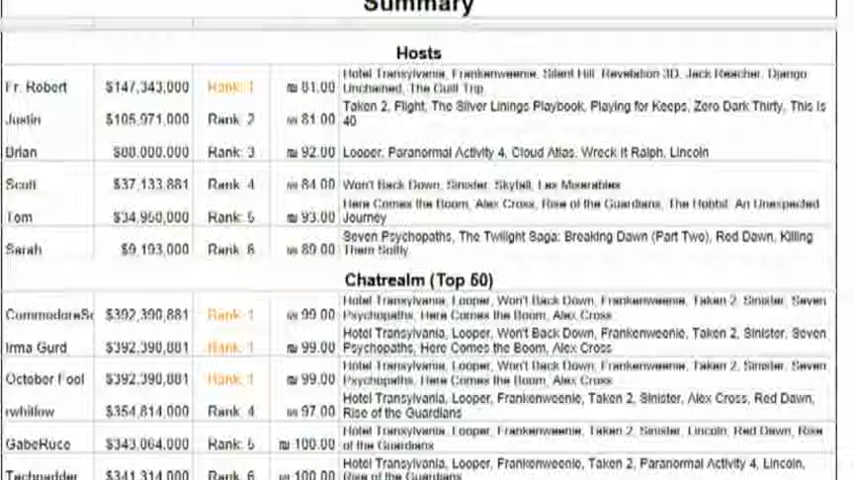 Summary
Hosts
Fr. Robert $147,343,000 Rank: 1 ₪ 81.00 Hotel Transylvania, Frankenweenie, Silent Hill: Revelation 3D, Jack Reacher, Django
Unchained, The Guilt Trip
Justin $105,971,000 Rank: 2 ₪ 81.00 Taken 2, Flight, The Silver Linings Playbook, Playing for Keeps, Zero Dark Thirty, This Is
40
Brian $88,000,000 Rank: 3 ₪ 92.00 Looper, Paranormal Activity 4, Cloud Atlas, Wreck It Ralph, Lincoln
Scott $37,133,881 Rank: 4 ₪ 84.00 Won't Back Down, Sinister, Skyfall, Les Miserables
Tom $34,950,000 Rank: 5 ₪ 93.00 Here Comes the Boom, Alex Cross, Rise of the Guardians, The Hobbit: An Unexpected
Journey
Sarah $9,193,000 Rank: 6 ₪ 89.00 Seven Psychopaths, The Twilight Saga: Breaking Dawn (Part Two), Red Dawn, Killing
Them Softly
Chatrealm (Top 50)
CommodoreSc $392,390,881 Rank: 1 ₪ 99.00 Hotel Transylvania, Looper, Won't Back Down, Frankenweenie, Taken 2, Sinister, Seven
Psychopaths, Here Comes the Boom, Alex Cross
Irma Gurd $392,390,881 Rank: 1 ₪ 99.00 Hotel Transylvania, Looper, Won't Back Down, Frankenweenie, Taken 2, Sinister, Seven
Psychopaths, Here Comes the Boom, Alex Cross
October Fool $392,390,881 Rank: 1 ₪ 99.00 Hotel Transylvania, Looper, Won't Back Down, Frankenweenie, Taken 2, Sinister, Seven
Psychopaths, Here Comes the Boom, Alex Cross
rwhitlow $354,814,000 Rank: 4 ₪ 97.00 Hotel Transylvania, Looper, Frankenweenie, Taken 2, Sinister, Alex Cross, Red Dawn,
Rise of the Guardians
GabeRuce $343,064,000 Rank: 5 ₪ 100.00 Hotel Transylvania, Looper, Frankenweenie, Taken 2, Sinister, Lincoln, Red Dawn, Rise
of the Guardians
$341,314,000 Rank: 6 ₪ 100.00 Hotel Transylvania, Looper, Frankenweenie, Taken 2, Paranormal Activity 4, Lincoln,
Rise of the Guardians